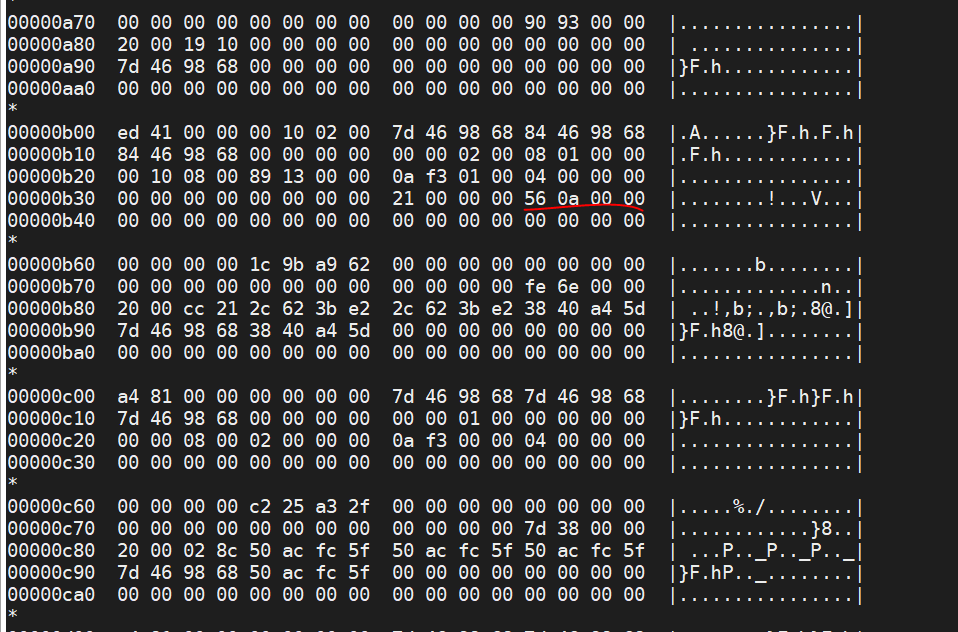 *
00000a70  00 00 00 00 00 00 00 00  00 00 00 00 90 93 00 00  |................|
00000a80  20 00 19 10 00 00 00 00  00 00 00 00 00 00 00 00  | ...............|
00000a90  7d 46 98 68 00 00 00 00  00 00 00 00 00 00 00 00  |}F.h............|
00000aa0  00 00 00 00 00 00 00 00  00 00 00 00 00 00 00 00  |................|
*
00000b00  ed 41 00 00 00 10 02 00  7d 46 98 68 84 46 98 68  |.A......}F.h.F.h|
00000b10  84 46 98 68 00 00 00 00  00 00 02 00 08 01 00 00  |.F.h............|
00000b20  00 10 08 00 89 13 00 00  0a f3 01 00 04 00 00 00  |................|
00000b30  00 00 00 00 00 00 00 00  21 00 00 00 56 0a 00 00  |........!...V...|
00000b40  00 00 00 00 00 00 00 00  00 00 00 00 00 00 00 00  |................|
*
00000b60  00 00 00 00 1c 9b a9 62  00 00 00 00 00 00 00 00  |.......b........|
00000b70  00 00 00 00 00 00 00 00  00 00 00 00 fe 6e 00 00  |.............n..|
00000b80  20 00 cc 21 2c 62 3b e2  2c 62 3b e2 38 40 a4 5d  | ..!,b;.,b;.8@.]|
00000b90  7d 46 98 68 38 40 a4 5d  00 00 00 00 00 00 00 00  |}F.h8@.]........|
00000ba0  00 00 00 00 00 00 00 00  00 00 00 00 00 00 00 00  |................|
*
00000c00  a4 81 00 00 00 00 00 00  7d 46 98 68 7d 46 98 68  |........}F.h}F.h|
00000c10  7d 46 98 68 00 00 00 00  00 00 01 00 00 00 00 00  |}F.h............|
00000c20  00 00 08 00 02 00 00 00  0a f3 00 00 04 00 00 00  |................|
00000c30  00 00 00 00 00 00 00 00  00 00 00 00 00 00 00 00  |................|
*
00000c60  00 00 00 00 c2 25 a3 2f  00 00 00 00 00 00 00 00  |.....%./........|
00000c70  00 00 00 00 00 00 00 00  00 00 00 00 7d 38 00 00  |............}8..|
00000c80  20 00 02 8c 50 ac fc 5f  50 ac fc 5f 50 ac fc 5f  | ...P.._P.._P.._|
00000c90  7d 46 98 68 50 ac fc 5f  00 00 00 00 00 00 00 00  |}F.hP.._........|
00000ca0  00 00 00 00 00 00 00 00  00 00 00 00 00 00 00 00  |................|
*